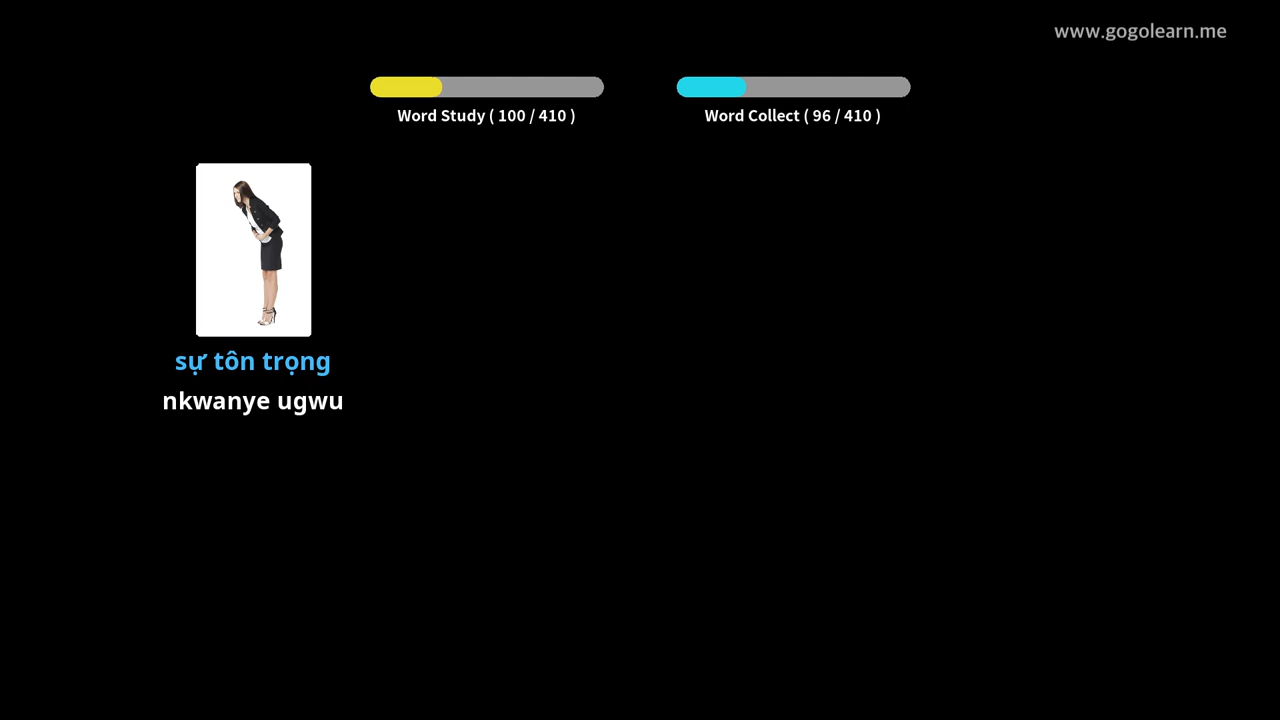 www.gogolearn.me
Word Study ( 100 / 410 )
Word Collect ( 96 / 410 )
sự tôn trọng
nkwanye ugwu